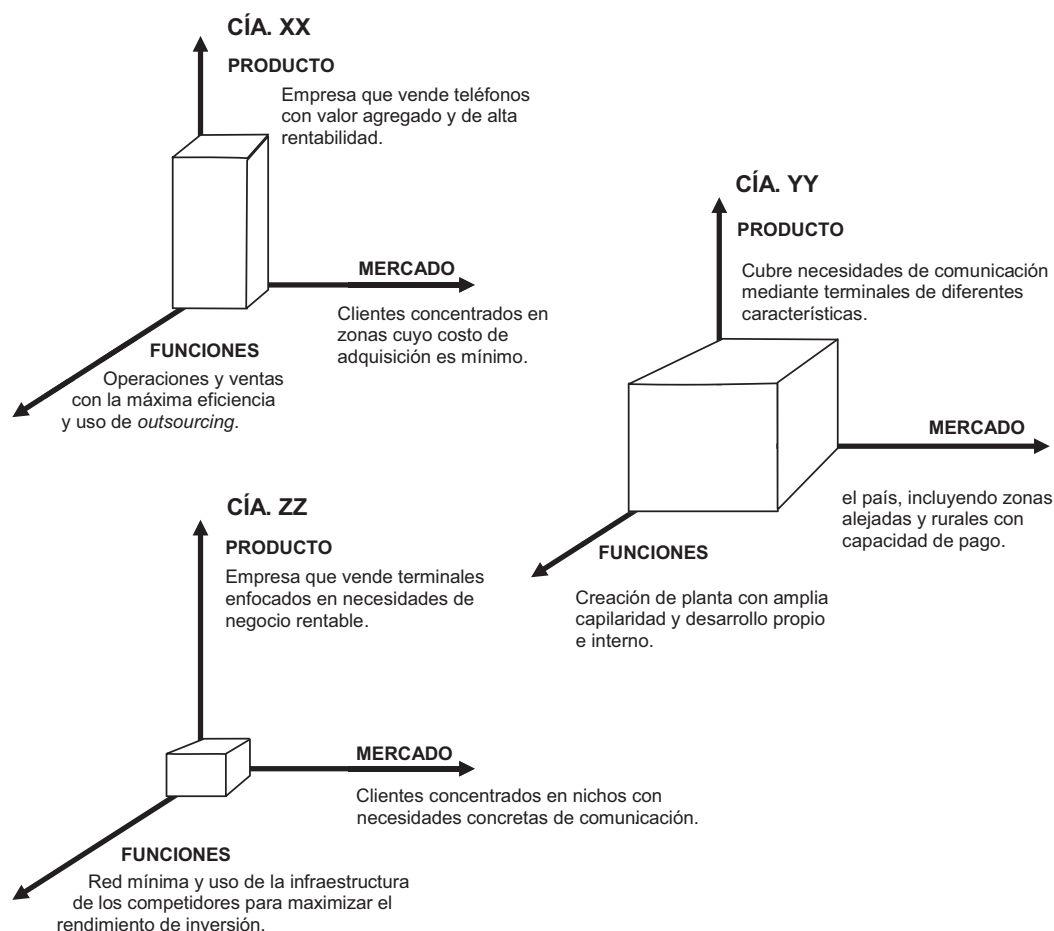 CÍA. XX
PRODUCTO
Empresa que vende teléfonos
con valor agregado y de alta
rentabilidad.
MERCADO
Clientes concentrados en
zonas cuyo costo de
adquisición es mínimo.
FUNCIONES
Operaciones y ventas
con la máxima eficiencia
y uso de outsourcing.
CÍA. YY
PRODUCTO
Cubre necesidades de comunicación
mediante terminales de diferentes
características.
MERCADO
el país, incluyendo zonas
alejadas y rurales con
capacidad de pago.
FUNCIONES
Creación de planta con amplia
capilaridad y desarrollo propio
e interno.
CÍA. ZZ
PRODUCTO
Empresa que vende terminales
enfocados en necesidades de
negocio rentable.
MERCADO
Clientes concentrados en nichos con
necesidades concretas de comunicación.
FUNCIONES
Red mínima y uso de la infraestructura
de los competidores para maximizar el
rendimiento de inversión.